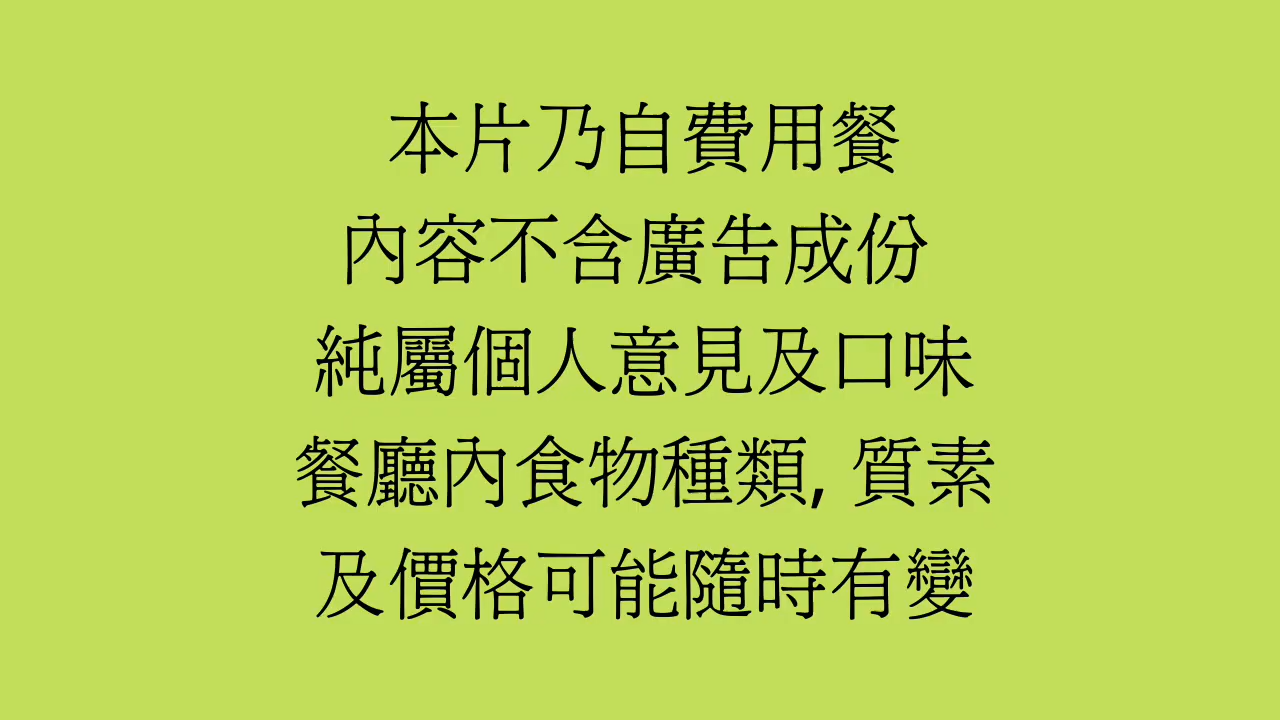 本片乃自費用餐
內容不含廣告成份
純屬個人意見及口味
餐廳內食物種類, 質素
及價格可能隨時有變